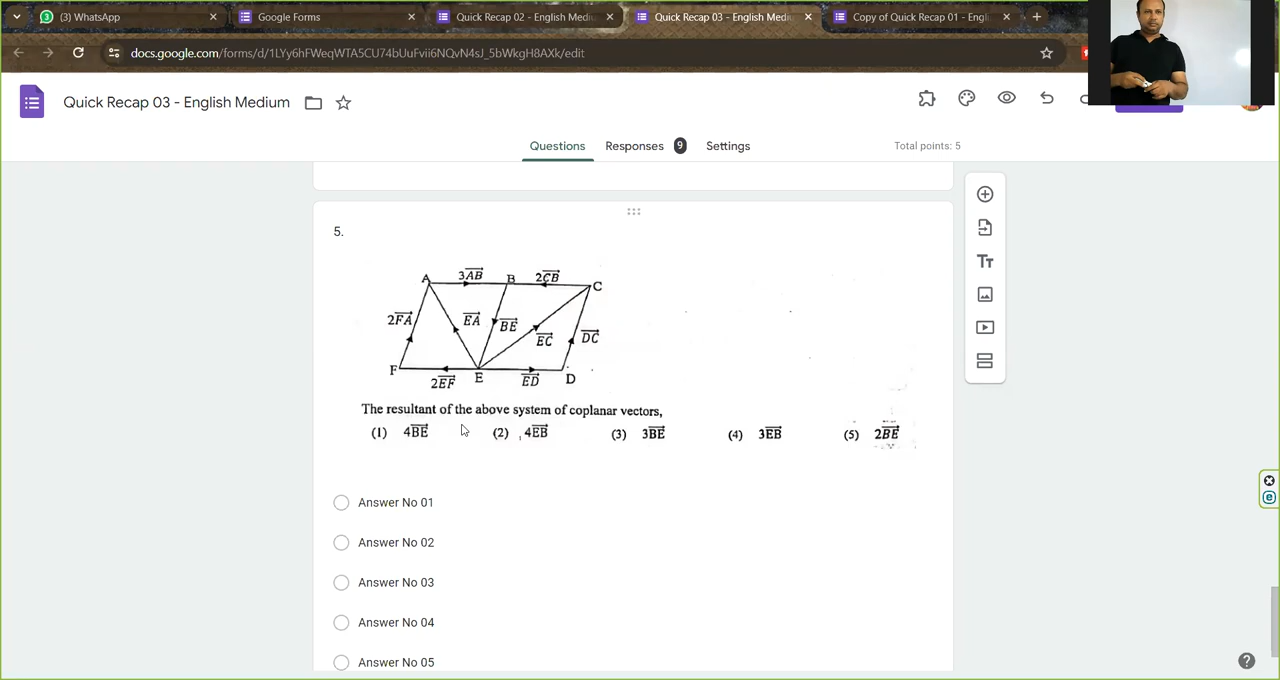 (3) WhatsApp
Google Forms
Quick Recap 02 - English Mediu
Quick Recap 03 - English Mediu
Copy of Quick Recap 01 - Engli
docs.google.com/forms/d/1LYy6hFWeqWTA5CU74bUuFvii6NQvN4sJ_5bWkgH8AXk/edit
Quick Recap 03 - English Medium
Questions
Responses 9
Settings
Total points: 5
5.
A 3AB⃗ B 2CB⃗ C
2FA⃗ EA⃗ BE⃗ EC⃗ DC⃗
F 2EF⃗ E ED⃗ D
The resultant of the above system of coplanar vectors,
(1) 4BE⃗ (2) 4EB⃗ (3) 3BE⃗ (4) 3EB⃗ (5) 2BE⃗
Answer No 01
Answer No 02
Answer No 03
Answer No 04
Answer No 05